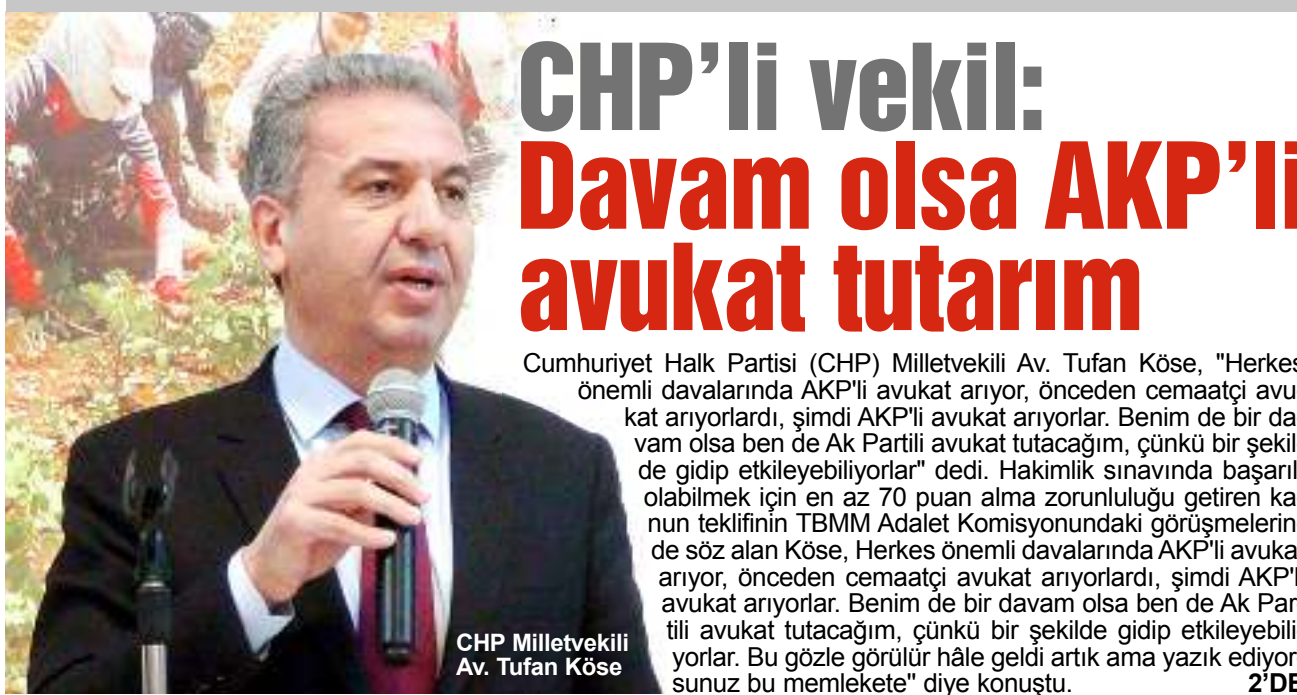 CHP’li vekil:
Davam olsa AKP’li
avukat tutarım
Cumhuriyet Halk Partisi (CHP) Milletvekili Av. Tufan Köse, "Herkes
önemli davalarında AKP'li avukat arıyor, önceden cemaatçi avu
kat arıyorlardı, şimdi AKP'li avukat arıyorlar. Benim de bir da
vam olsa ben de Ak Partili avukat tutacağım, çünkü bir şekil
de gidip etkileyebiliyorlar" dedi. Hakimlik sınavında başarıl
olabilmek için en az 70 puan alma zorunluluğu getiren ka
nun teklifinin TBMM Adalet Komisyonundaki görüşmelerin
de söz alan Köse, Herkes önemli davalarında AKP'li avuka
arıyor, önceden cemaatçi avukat arıyorlardı, şimdi AKP'l
avukat arıyorlar. Benim de bir davam olsa ben de Ak Par
tili avukat tutacağım, çünkü bir şekilde gidip etkileyebili
yorlar. Bu gözle görülür hâle geldi artık ama yazık ediyor
sunuz bu memlekete" diye konuştu. 2’DE
CHP Milletvekili
Av. Tufan Köse